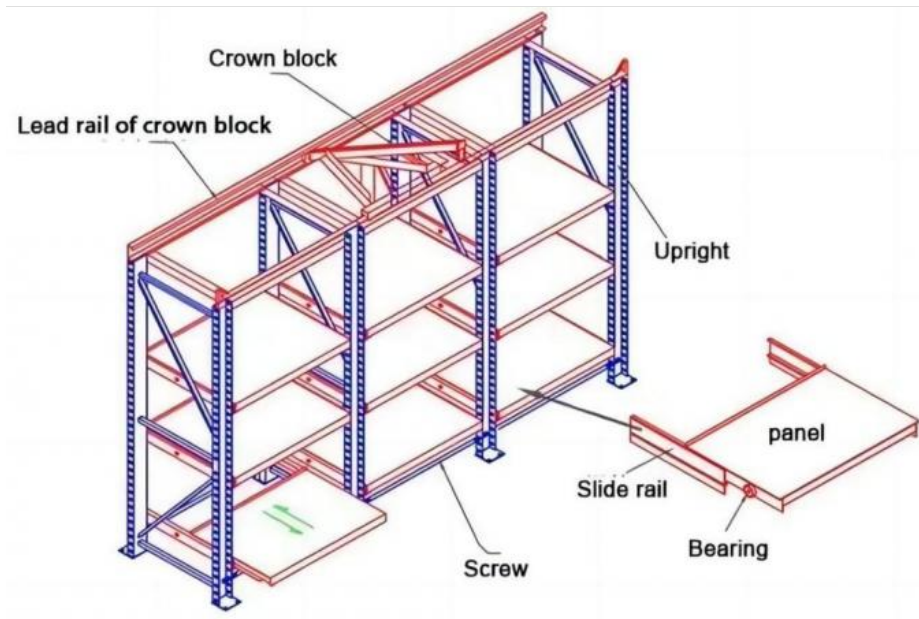 Crown block
Lead rail of crown block
Upright
panel
Slide rail
Bearing
Screw